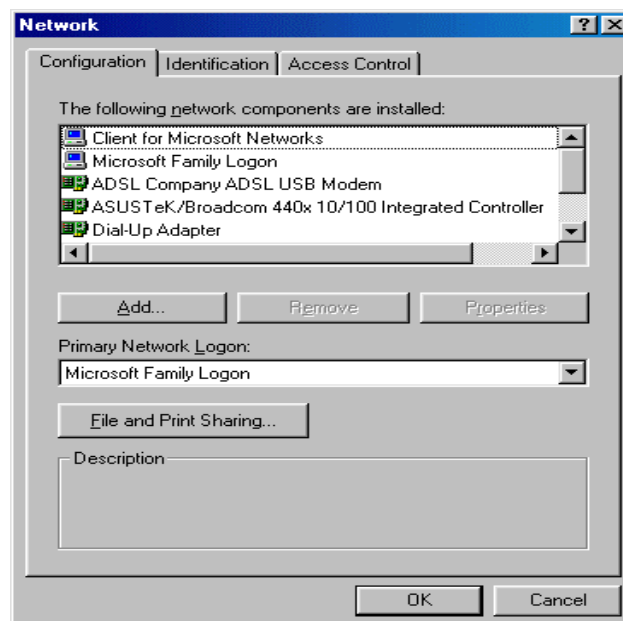 Network
Configuration Identification Access Control
The following network components are installed:
Client for Microsoft Networks
Microsoft Family Logon
ADSL Company ADSL USB Modem
ASUSTeK/Broadcom 440x 10/100 Integrated Controller
Dial-Up Adapter
Add... Remove Properties
Primary Network Logon:
Microsoft Family Logon
File and Print Sharing...
Description
OK Cancel